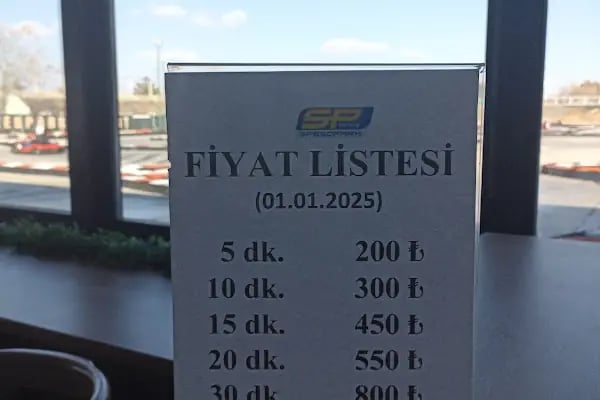 SP
SPEEDPARK
FİYAT LİSTESİ
(01.01.2025)
5 dk. 200 ₺
10 dk. 300 ₺
15 dk. 450 ₺
20 dk. 550 ₺
30 dk. 800 ₺